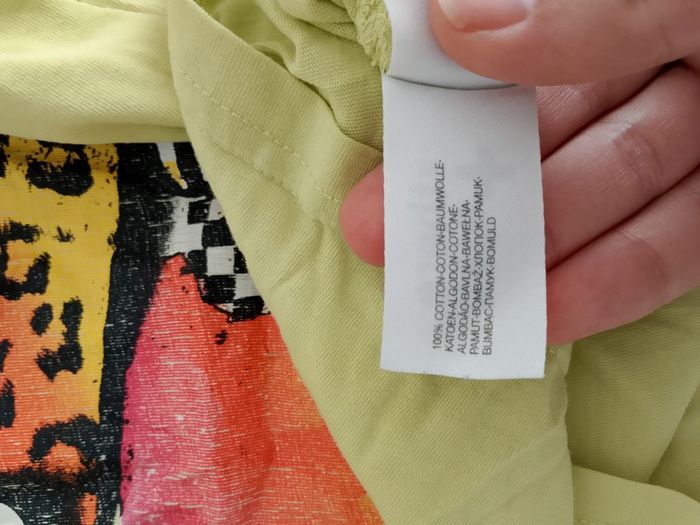 100% COTTON-COTON-BAUMWOLLE-
KATOEN-ALGODON-COTONE-
ALGODÃO-BAVLNA-BAWEŁNA-
PAMUT-BOMBAŽ-ХЛОПОК-PAMUK-
BUMBAC-ПАМУК-BOMULD